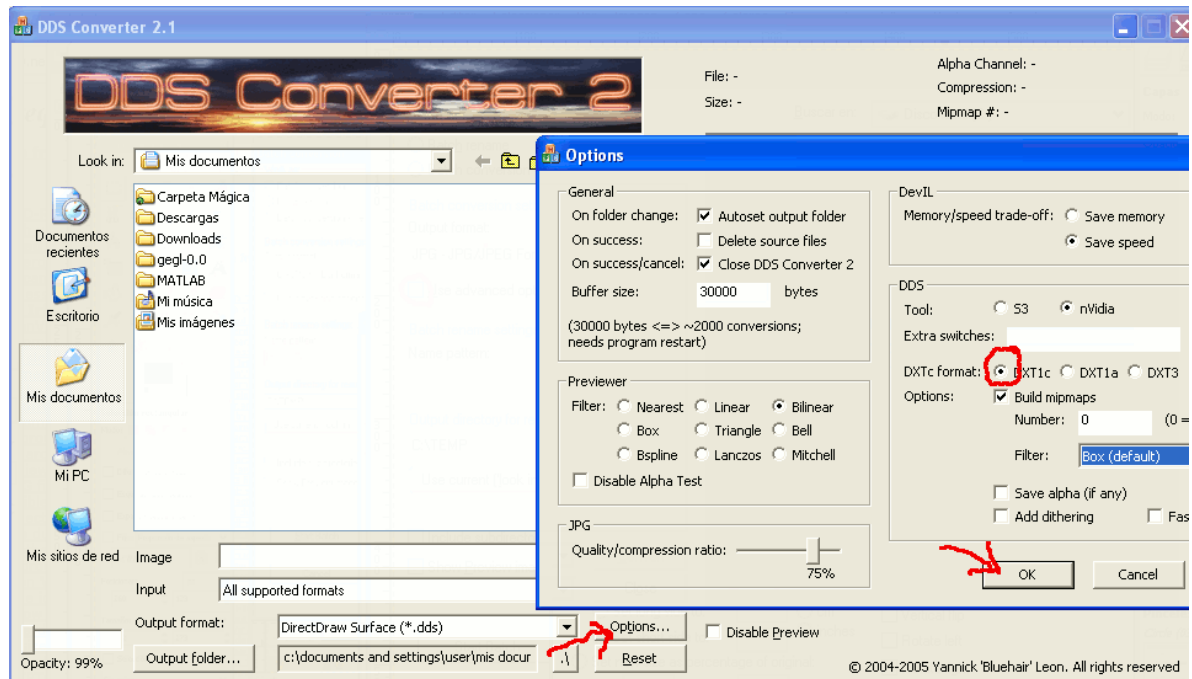 DDS Converter 2.1
DDS Converter 2
File: -
Size: -
Alpha Channel: -
Compression: -
Mipmap #: -
Look in:
Mis documentos
Documentos recientes
Escritorio
Mis documentos
Mi PC
Mis sitios de red
Carpeta Mágica
Descargas
Downloads
gegl-0.0
MATLAB
Mi música
Mis imágenes
Options
General
On folder change: Autoset output folder
On success: Delete source files
On success/cancel: Close DDS Converter 2
Buffer size: 30000 bytes
(30000 bytes <=> ~2000 conversions;
needs program restart)
Previewer
Filter: Nearest Linear Bilinear
Box Triangle Bell
Bspline Lanczos Mitchell
Disable Alpha Test
JPG
Quality/compression ratio:
75%
DevIL
Memory/speed trade-off: Save memory
Save speed
DDS
Tool: S3 nVidia
Extra switches:
DXTc format: DXT1c DXT1a DXT3
Options: Build mipmaps
Number: 0 (0 =
Filter: Box (default)
Save alpha (if any)
Add dithering Fas
OK Cancel
Image
Input All supported formats
Output format: DirectDraw Surface (*.dds) Options... Disable Preview
Opacity: 99% Output folder... c:\documents and settings\user\mis docur .\ Reset
© 2004-2005 Yannick 'Bluehair' Leon. All rights reserved